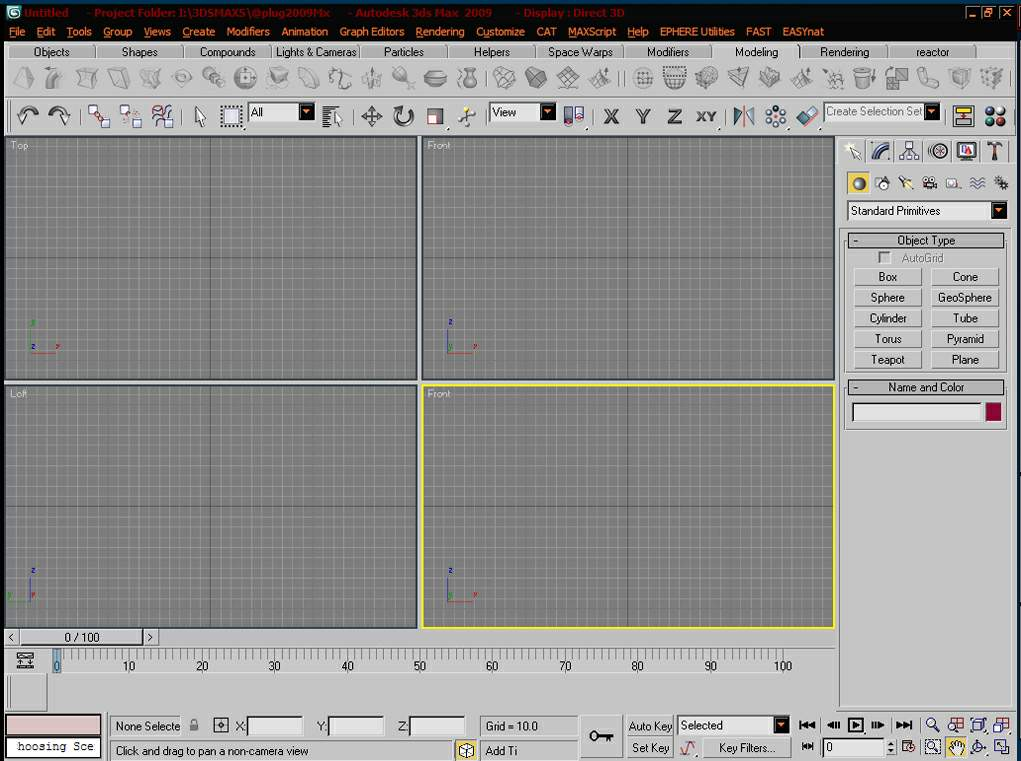 Untitled - Project Folder: I:\3DSMAX5\@plug2009Mx - Autodesk 3ds Max 2009 - Display : Direct 3D
File Edit Tools Group Views Create Modifiers Animation Graph Editors Rendering Customize CAT MAXScript Help EPHERE Utilities FAST EASYnat
Objects Shapes Compounds Lights & Cameras Particles Helpers Space Warps Modifiers Modeling Rendering reactor
All View X Y Z XY Create Selection Set
Top Front
Standard Primitives
- Object Type
AutoGrid
Box Cone
Sphere GeoSphere
Cylinder Tube
Torus Pyramid
Teapot Plane
- Name and Color
y z
z y x
Left Front
z z
y y
< 0 / 100 >
0 10 20 30 40 50 60 70 80 90 100
None Selecte X: Y: Z: Grid = 10.0 Auto Key Selected
hoosing Sce Click and drag to pan a non-camera view Add Ti Set Key Key Filters... 0